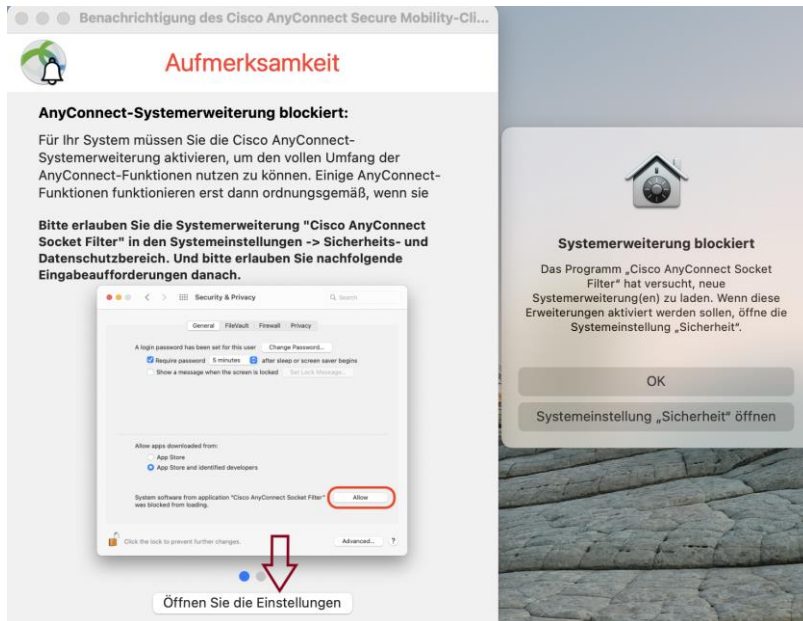 Benachrichtigung des Cisco AnyConnect Secure Mobility-Cli...
Aufmerksamkeit
AnyConnect-Systemerweiterung blockiert:
Für Ihr System müssen Sie die Cisco AnyConnect-
Systemerweiterung aktivieren, um den vollen Umfang der
AnyConnect-Funktionen nutzen zu können. Einige AnyConnect-
Funktionen funktionieren erst dann ordnungsgemäß, wenn sie
Bitte erlauben Sie die Systemerweiterung "Cisco AnyConnect
Socket Filter" in den Systemeinstellungen -> Sicherheits- und
Datenschutzbereich. Und bitte erlauben Sie nachfolgende
Eingabeaufforderungen danach.
Security & Privacy
Search
General FileVault Firewall Privacy
A login password has been set for this user Change Password...
Require password 5 minutes after sleep or screen saver begins
Show a message when the screen is locked Set Lock Message...
Allow apps downloaded from:
App Store
App Store and identified developers
System software from application "Cisco AnyConnect Socket Filter" Allow
was blocked from loading.
Click the lock to prevent further changes. Advanced... ?
Öffnen Sie die Einstellungen
Systemerweiterung blockiert
Das Programm „Cisco AnyConnect Socket
Filter“ hat versucht, neue
Systemerweiterung(en) zu laden. Wenn diese
Erweiterungen aktiviert werden sollen, öffne die
Systemeinstellung „Sicherheit“.
OK
Systemeinstellung „Sicherheit“ öffnen